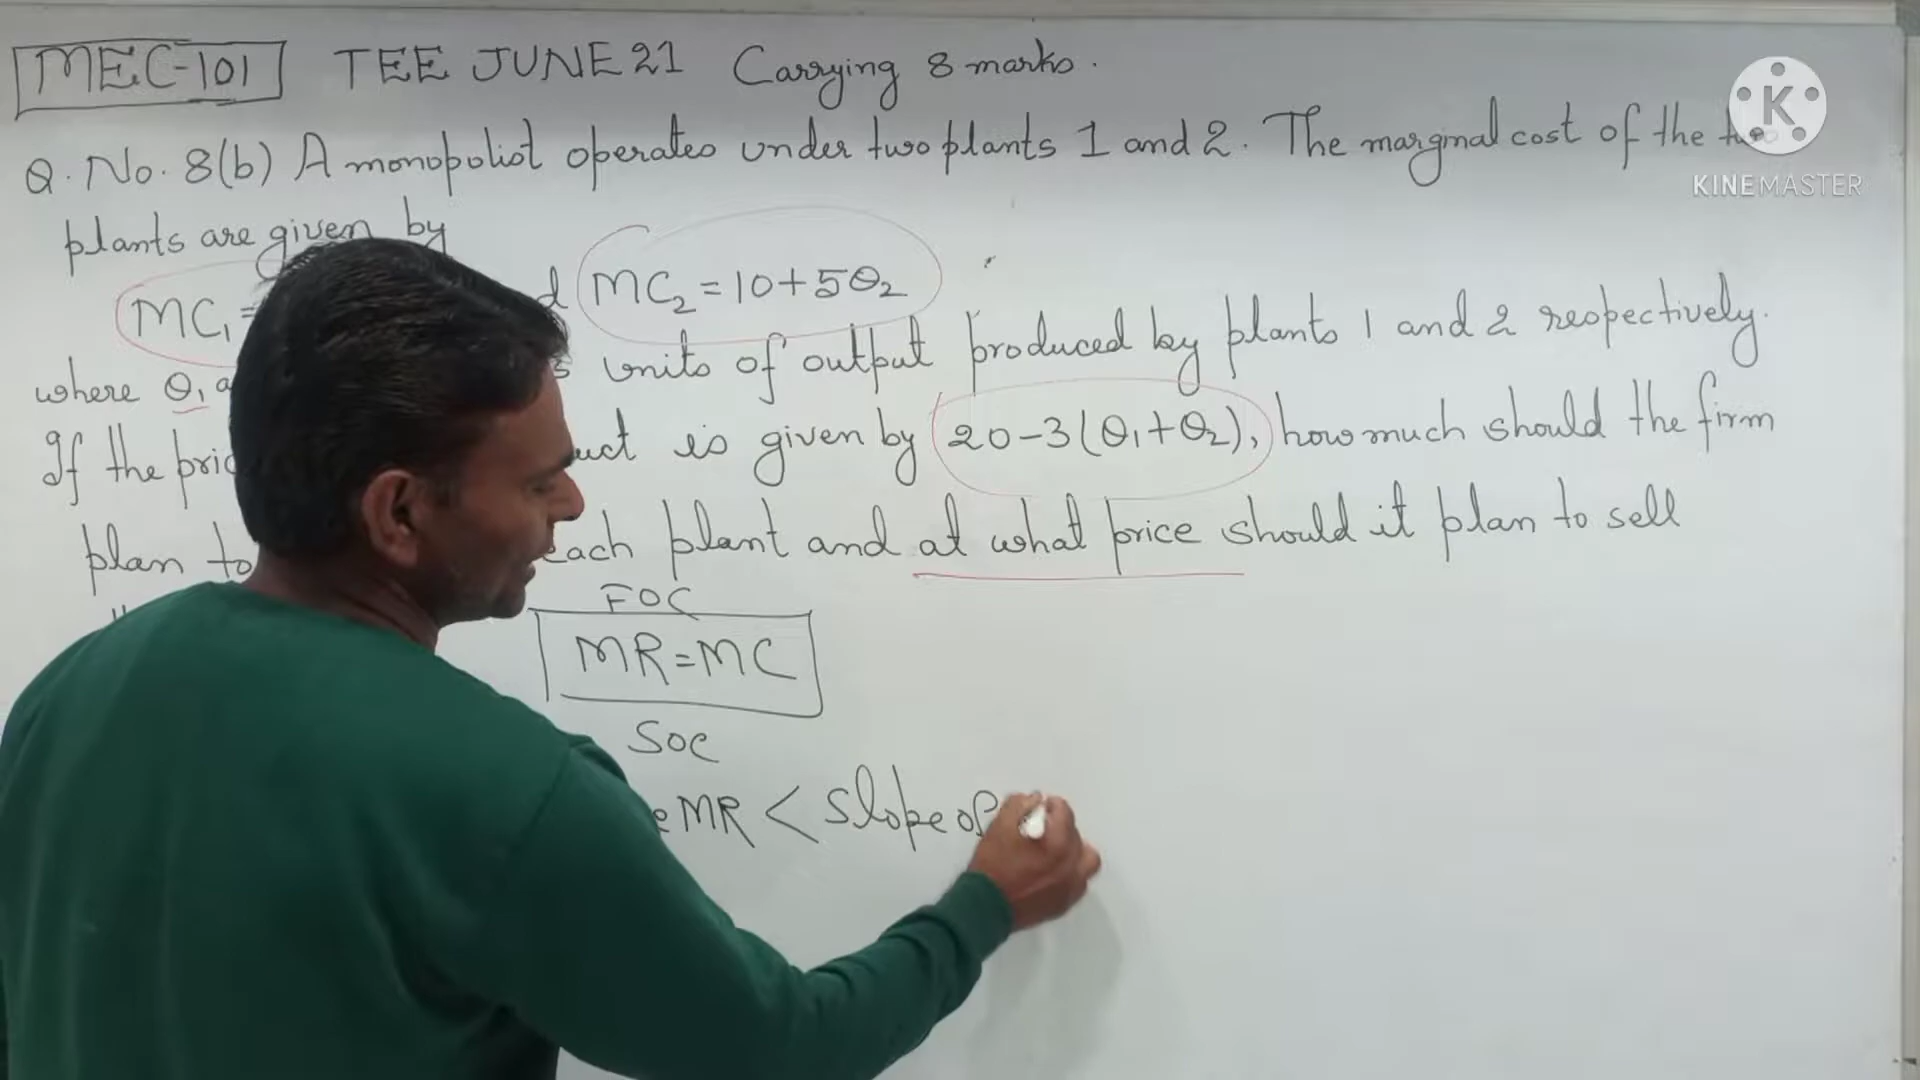 MEC-101 TEE JUNE 21 Carrying 8 marks.
K
Q. No. 8(b) A monopolist operates under two plants 1 and 2. The marginal cost of the two
KINEMASTER
plants are given by
MC₁= MC₂ = 10+5Q₂
where Q₁ units of output produced by plants 1 and 2 respectively.
If the is given by 20-3(Q₁+Q₂), how much should the firm
plan to each plant and at what price should it plan to sell
FOC
MR=MC
SOC
MR < Slope of